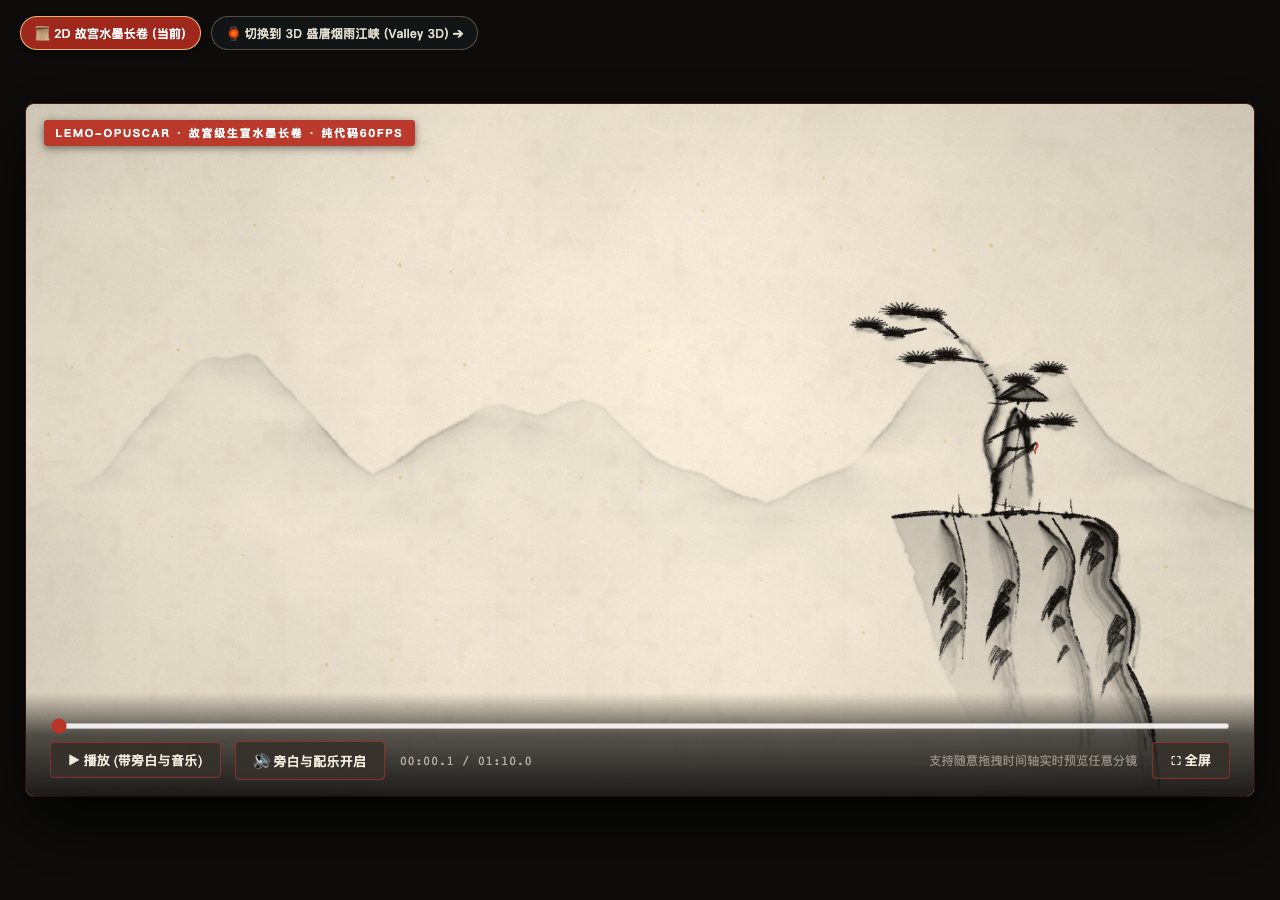 2D 故宫水墨长卷 (当前)
切换到 3D 盛唐烟雨江峡 (Valley 3D) ➔
LEMO-OPUSCAR · 故宫级生宣水墨长卷 · 纯代码60FPS
▶ 播放 (带旁白与音乐)
旁白与配乐开启
00:00.1 / 01:10.0
支持随意拖拽时间轴实时预览任意分镜
全屏